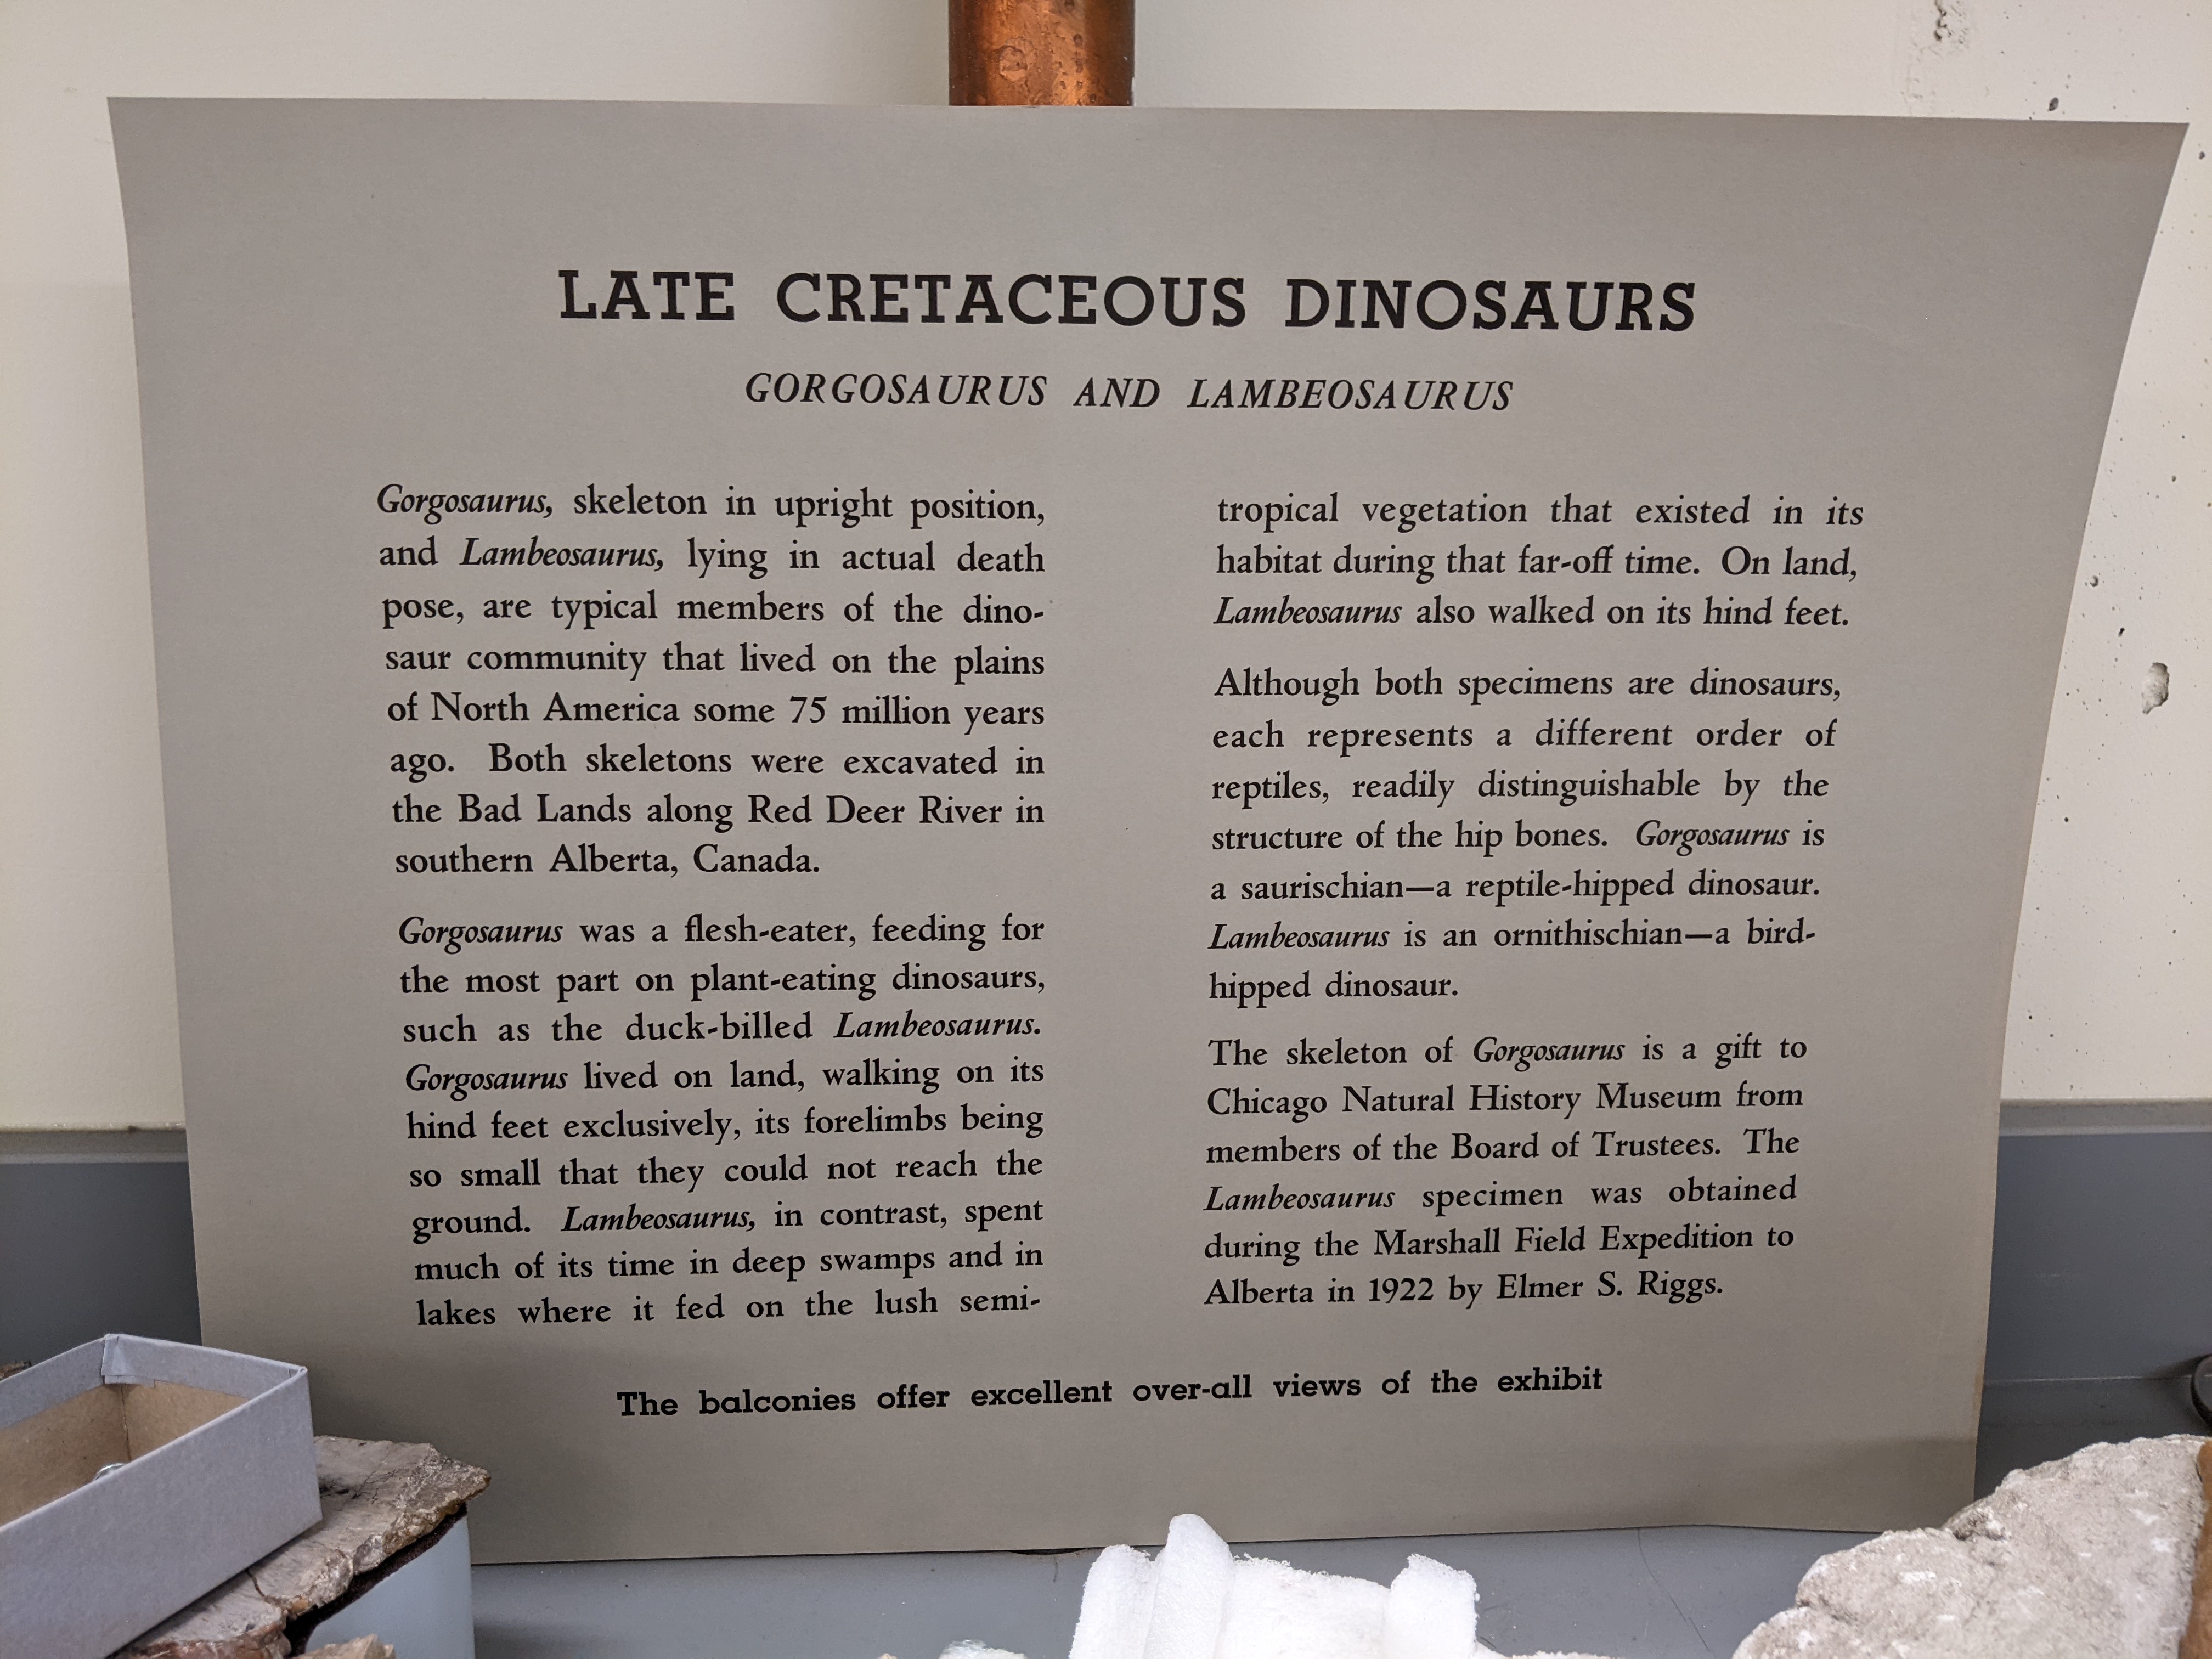 LATE CRETACEOUS DINOSAURS
GORGOSAURUS AND LAMBEOSAURUS
Gorgosaurus, skeleton in upright position,
and Lambeosaurus, lying in actual death
pose, are typical members of the dino-
saur community that lived on the plains
of North America some 75 million years
ago. Both skeletons were excavated in
the Bad Lands along Red Deer River in
southern Alberta, Canada.
Gorgosaurus was a flesh-eater, feeding for
the most part on plant-eating dinosaurs,
such as the duck-billed Lambeosaurus.
Gorgosaurus lived on land, walking on its
hind feet exclusively, its forelimbs being
so small that they could not reach the
ground. Lambeosaurus, in contrast, spent
much of its time in deep swamps and in
lakes where it fed on the lush semi-
tropical vegetation that existed in its
habitat during that far-off time. On land,
Lambeosaurus also walked on its hind feet.
Although both specimens are dinosaurs,
each represents a different order of
reptiles, readily distinguishable by the
structure of the hip bones. Gorgosaurus is
a saurischian—a reptile-hipped dinosaur.
Lambeosaurus is an ornithischian—a bird-
hipped dinosaur.
The skeleton of Gorgosaurus is a gift to
Chicago Natural History Museum from
members of the Board of Trustees. The
Lambeosaurus specimen was obtained
during the Marshall Field Expedition to
Alberta in 1922 by Elmer S. Riggs.
The balconies offer excellent over-all views of the exhibit